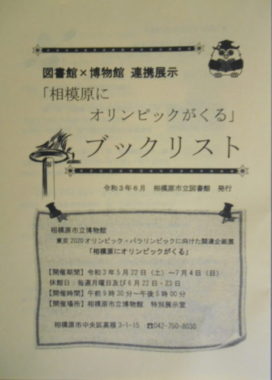 図書館×博物館 連携展示
「相模原に
オリンピックがくる」
ブックリスト
令和3年6月 相模原市立図書館 発行
相模原市立博物館
東京2020オリンピック・パラリンピックに向けた関連企画展
「相模原にオリンピックがくる」
【開催期間】令和3年5月22日(土)~7月4日(日)
休館日:毎週月曜日及び6月22日・23日
【開催時間】午前9時30分~午後5時00分
【開催場所】相模原市立博物館 特別展示室
相模原市中央区高根3-1-15 ☎042-750-8030